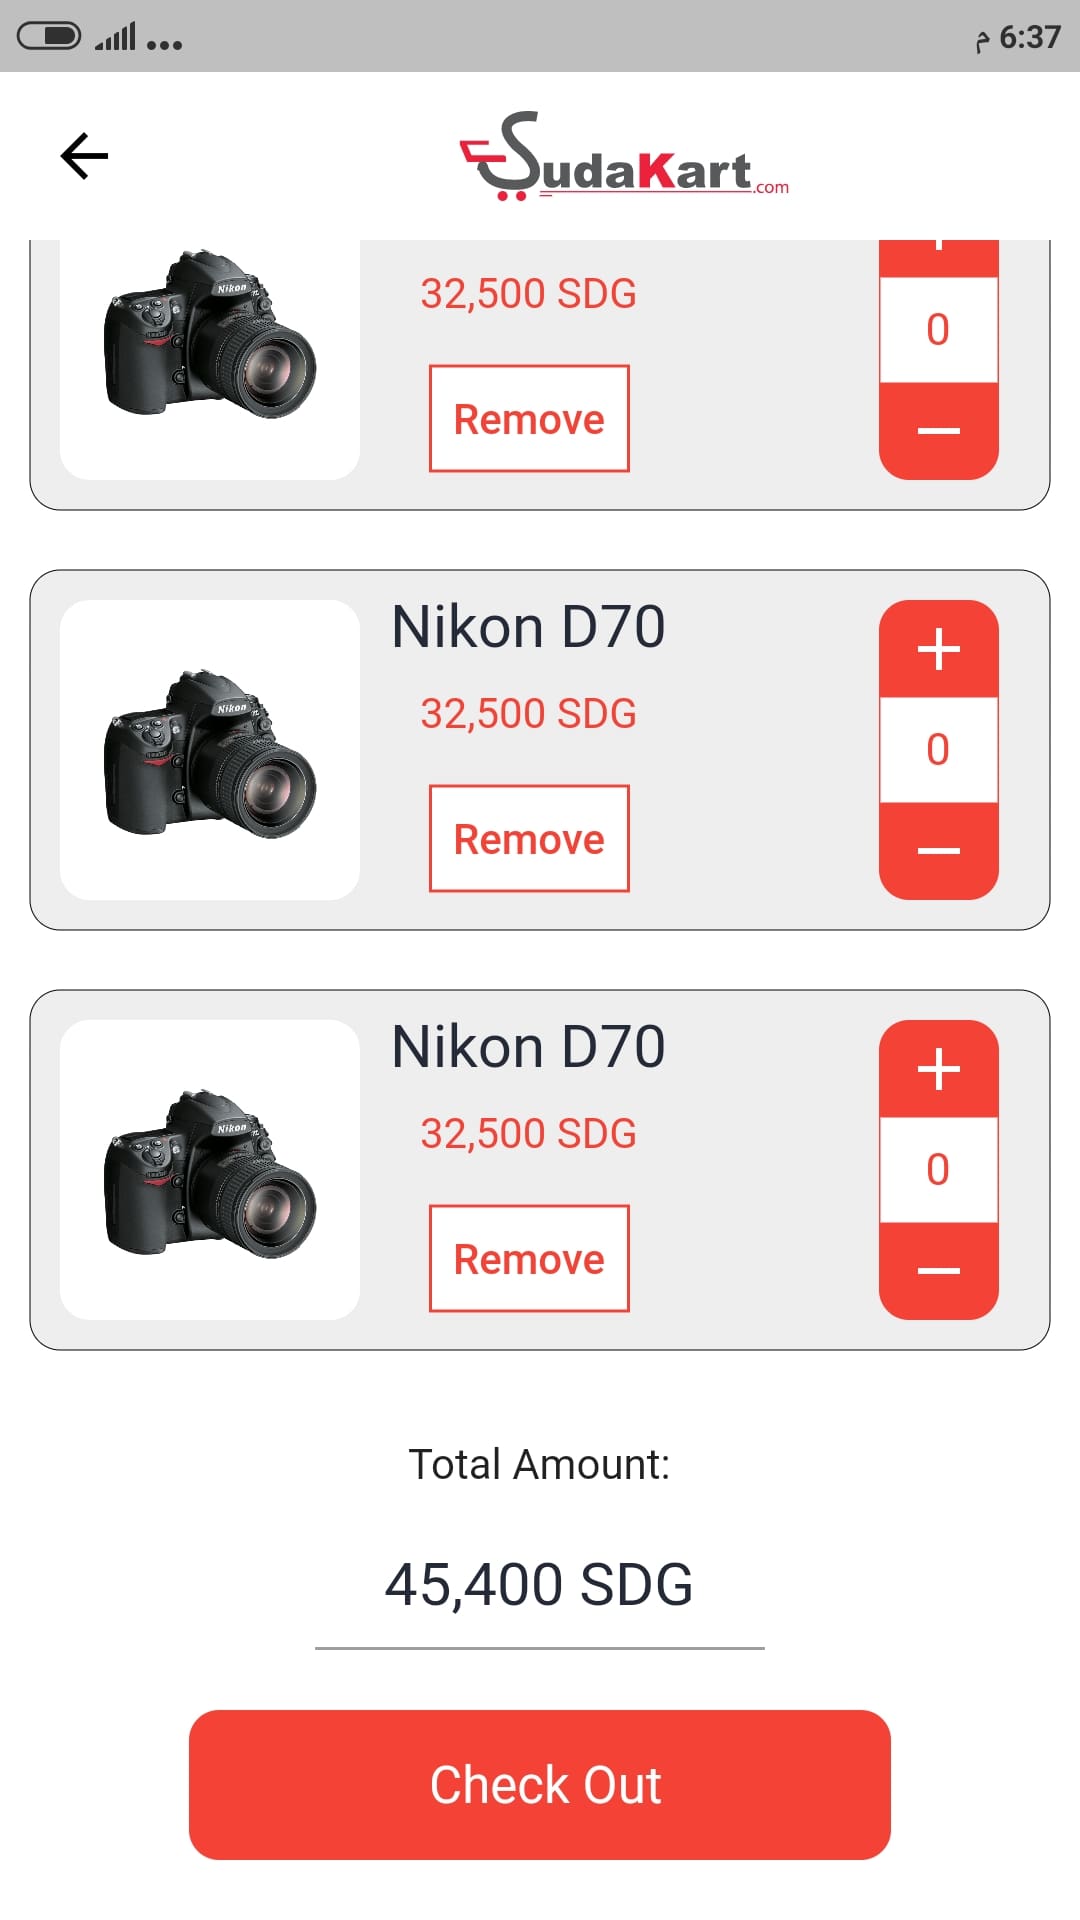 م 6:37
SudaKart.com
Nikon
32,500 SDG
0
Remove
Nikon D70
Nikon
32,500 SDG
0
Remove
Nikon D70
Nikon
32,500 SDG
0
Remove
Total Amount:
45,400 SDG
Check Out